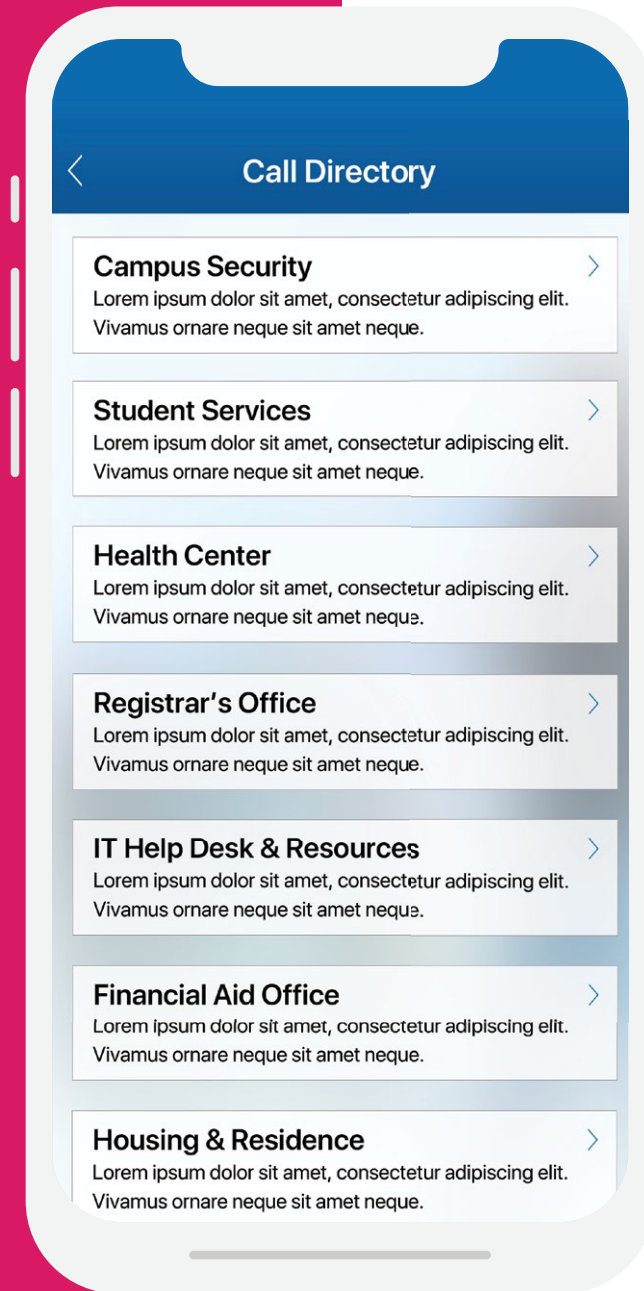 Call Directory
Campus Security
Lorem ipsum dolor sit amet, consectetur adipiscing elit.
Vivamus ornare neque sit amet neque.
Student Services
Lorem ipsum dolor sit amet, consectetur adipiscing elit.
Vivamus ornare neque sit amet neque.
Health Center
Lorem ipsum dolor sit amet, consectetur adipiscing elit.
Vivamus ornare neque sit amet neque.
Registrar's Office
Lorem ipsum dolor sit amet, consectetur adipiscing elit.
Vivamus ornare neque sit amet neque.
IT Help Desk & Resources
Lorem ipsum dolor sit amet, consectetur adipiscing elit.
Vivamus ornare neque sit amet neque.
Financial Aid Office
Lorem ipsum dolor sit amet, consectetur adipiscing elit.
Vivamus ornare neque sit amet neque.
Housing & Residence
Lorem ipsum dolor sit amet, consectetur adipiscing elit.
Vivamus ornare neque sit amet neque.